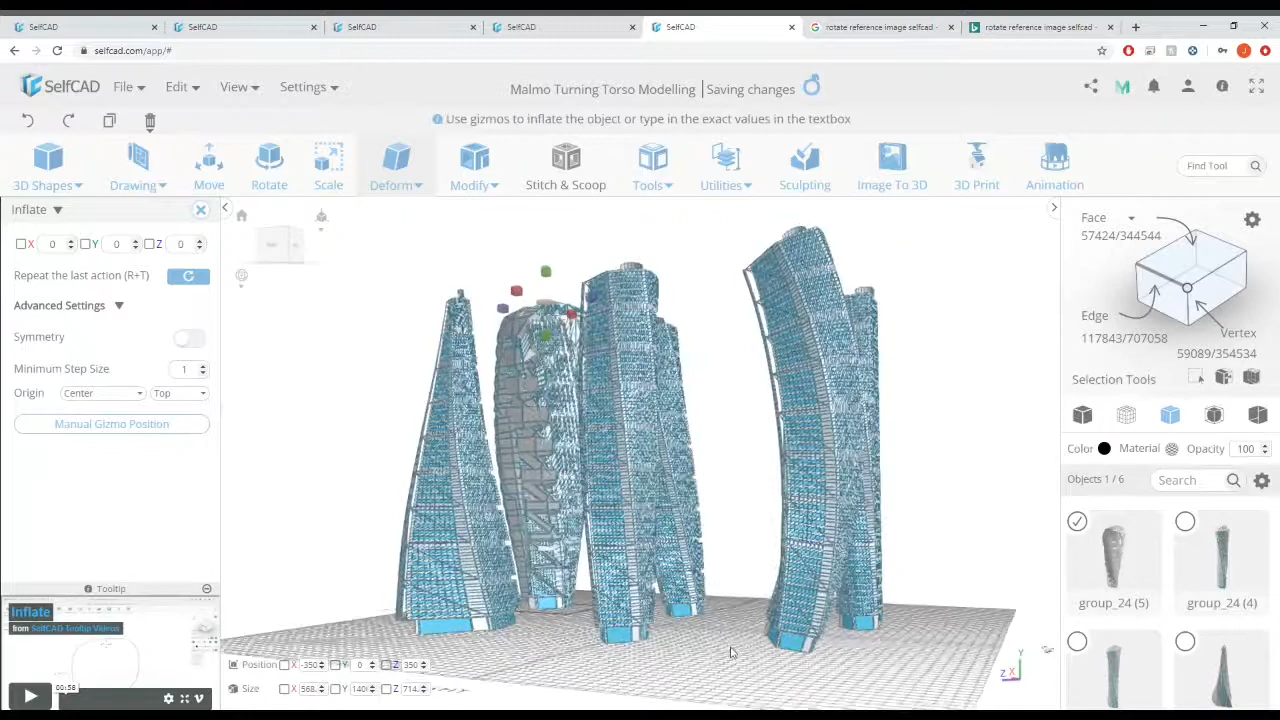 SelfCAD
SelfCAD
SelfCAD
SelfCAD
SelfCAD
rotate reference image selfcad -
rotate reference image selfcad -
selfcad.com/app/#
SelfCAD File Edit View Settings
Malmo Turning Torso Modelling Saving changes
Use gizmos to inflate the object or type in the exact values in the textbox
3D Shapes Drawing Move Rotate Scale Deform Modify Stitch & Scoop Tools Utilities Sculpting Image To 3D 3D Print Animation
Find Tool
Inflate
X 0 Y 0 Z 0
Repeat the last action (R+T)
Advanced Settings
Symmetry
Minimum Step Size 1
Origin Center Top
Manual Gizmo Position
Tooltip
Inflate
from SelfCAD Tooltip Videos
00:58
Position X -350 Y 0 Z 350
Size X Y Z 714.
Y
Z X
Face
57424/344544
Edge
117843/707058
Vertex
59089/354534
Selection Tools
Color Material Opacity 100
Objects 1 / 6
Search
group_24 (5)
group_24 (4)